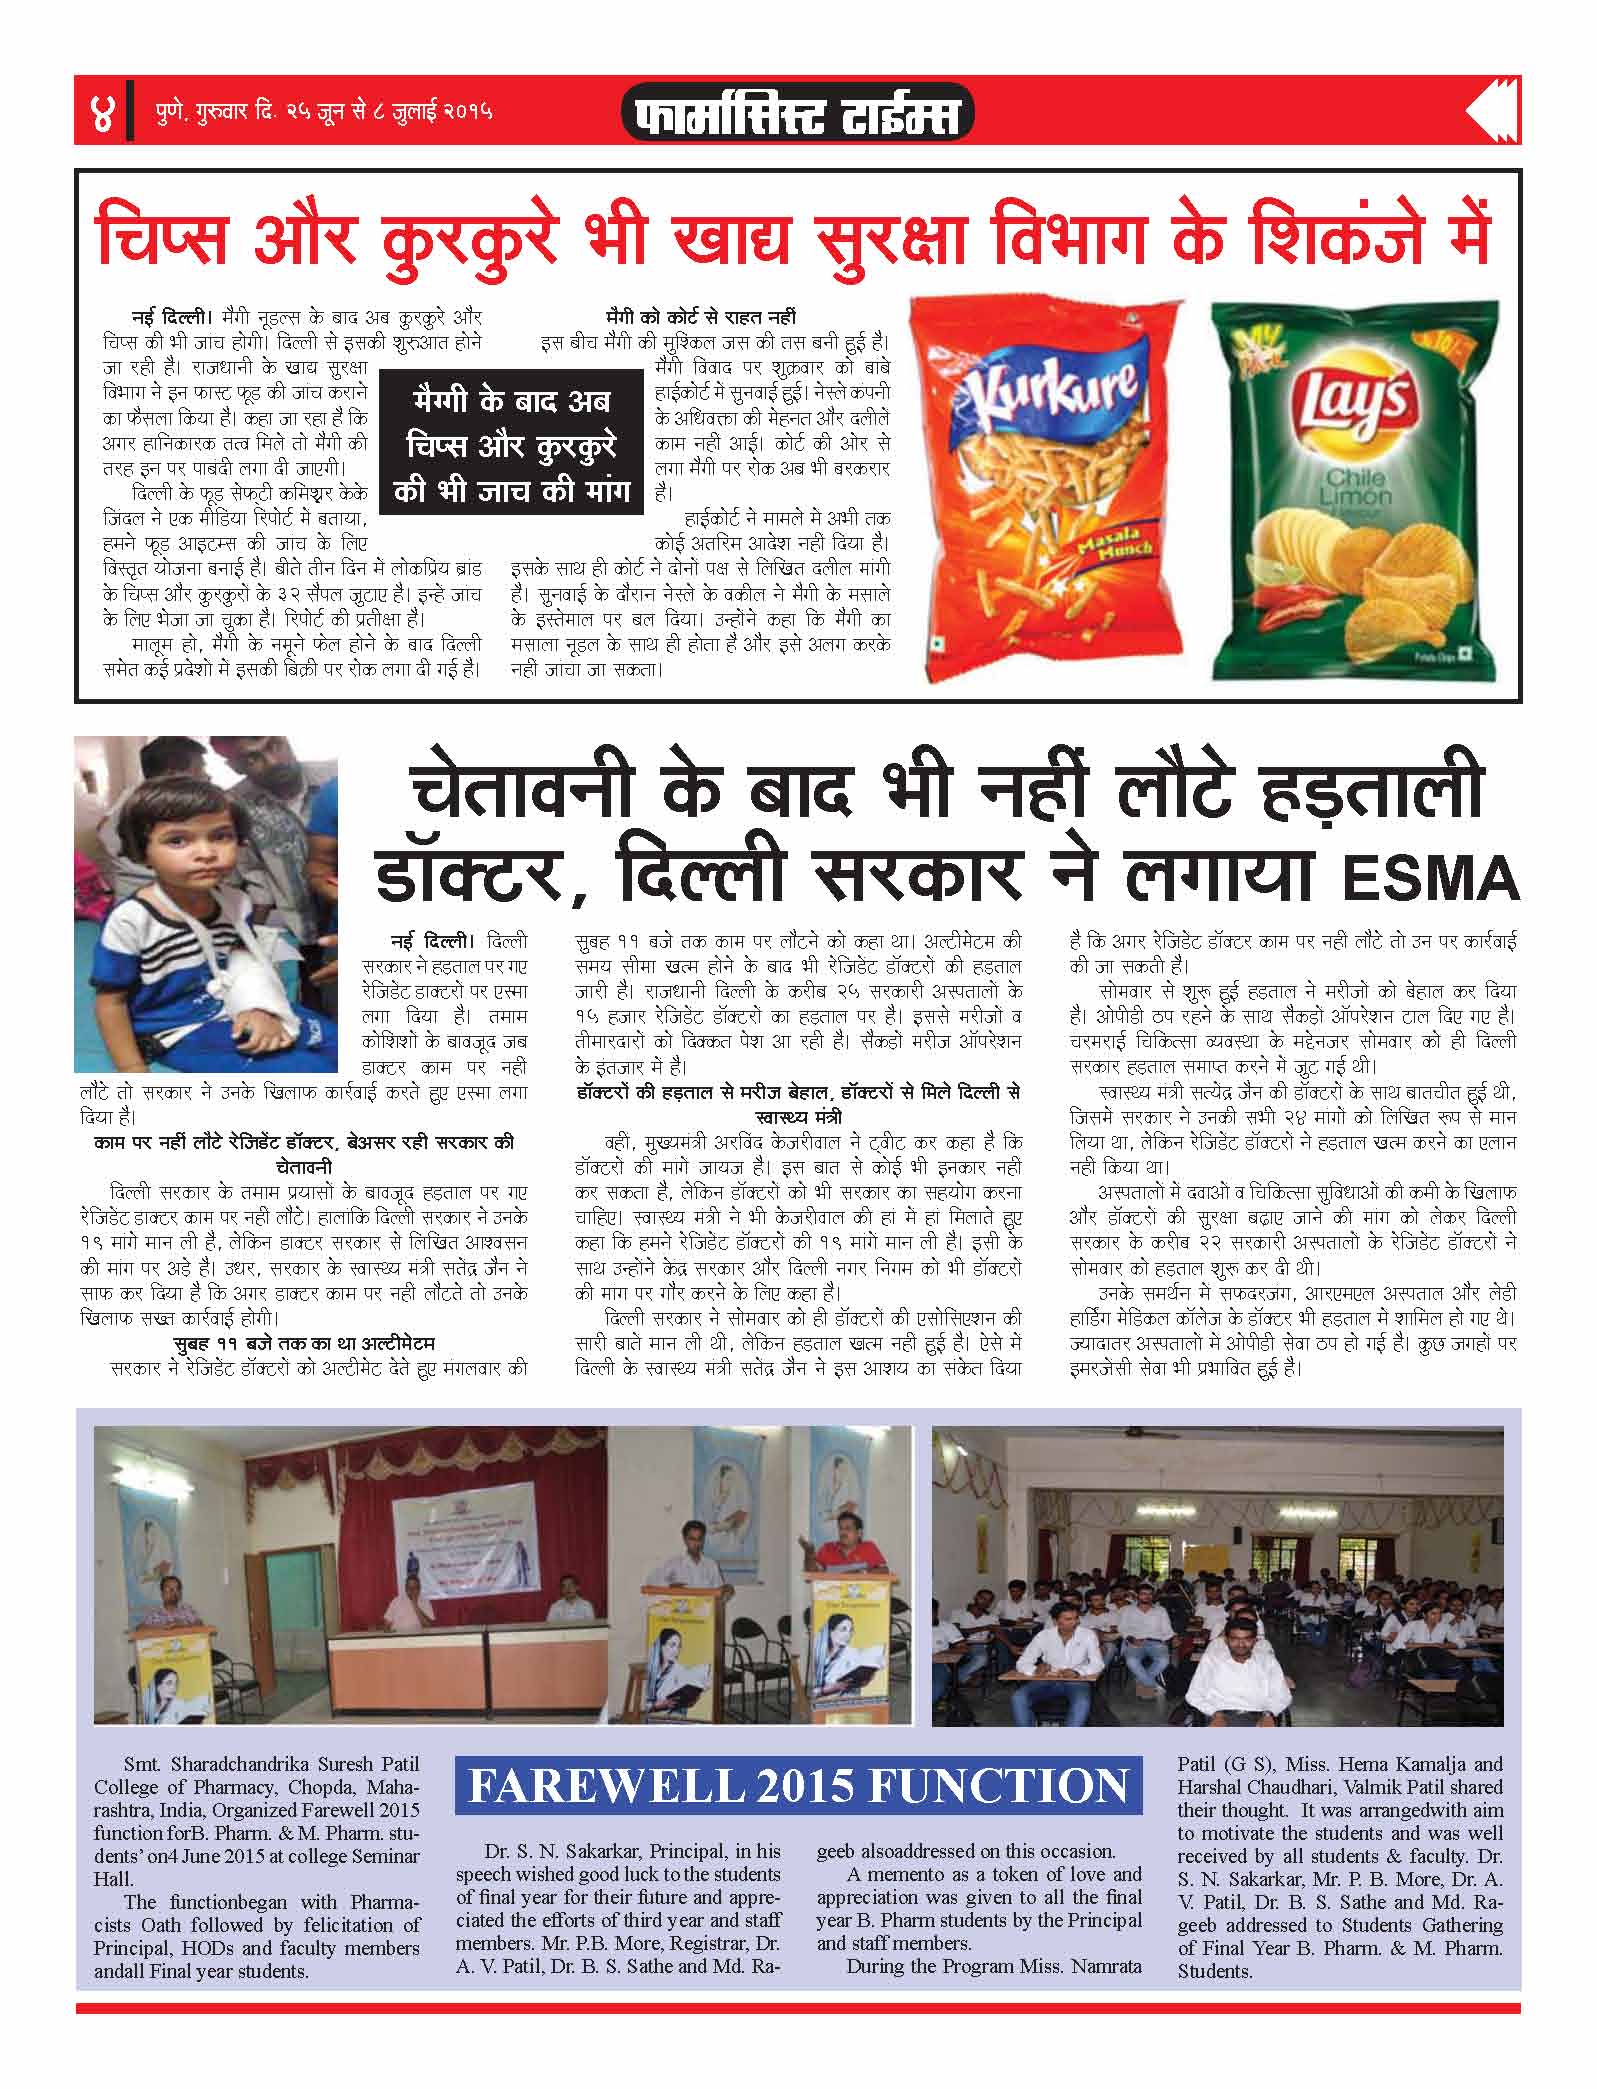 ४
पुणे, गुरुवार दि. २५ जून से ८ जुलाई २०१५
फार्मासिस्ट टाईम्स
चिप्स और कुरकुरे भी खाद्य सुरक्षा विभाग के शिकंजे में
नई दिल्ली। मैगी नूडल्स के बाद अब कुरकुरे और
चिप्स की भी जांच होगी। दिल्ली से इसकी शुरुआत होने
जा रही है। राजधानी के खाद्य सुरक्षा
विभाग ने इन फास्ट फूड की जांच कराने
का फैसला किया है। कहा जा रहा है कि
अगर हानिकारक तत्व मिले तो मैगी की
तरह इन पर पाबंदी लगा दी जाएगी।
दिल्ली के फूड सेफ्टी कमिश्नर केके
जिंदल ने एक मीडिया रिपोर्ट में बताया,
हमने फूड आइटम्स की जांच के लिए
विस्तृत योजना बनाई है। बीते तीन दिन में लोकप्रिय ब्रांड
के चिप्स और कुरकुरों के ३२ सैंपल जुटाए है। इन्हें जांच
के लिए भेजा जा चुका है। रिपोर्ट की प्रतीक्षा है।
मालूम हो, मैगी के नमूने फेल होने के बाद दिल्ली
समेत कई प्रदेशों में इसकी बिक्री पर रोक लगा दी गई है।
मैग्गी के बाद अब
चिप्स और कुरकुरे
की भी जाच की मांग
मैगी को कोर्ट से राहत नहीं
इस बीच मैगी की मुश्किल जस की तस बनी हुई है।
मैगी विवाद पर शुक्रवार को बांबे
हाईकोर्ट में सुनवाई हुई। नेस्ले कंपनी
के अधिवक्ता की मेहनत और दलीलें
काम नहीं आई। कोर्ट की ओर से
लगा मैगी पर रोक अब भी बरकरार
है।
हाईकोर्ट ने मामले में अभी तक
कोई अंतरिम आदेश नहीं दिया है।
इसके साथ ही कोर्ट ने दोनों पक्ष से लिखित दलील मांगी
है। सुनवाई के दौरान नेस्ले के वकील ने मैगी के मसाले
के इस्तेमाल पर बल दिया। उन्होंने कहा कि मैगी का
मसाला नूडल के साथ ही होता है और इसे अलग करके
नहीं जांचा जा सकता।
Kurkure
Masala
Munch
MY
Lay's
Chile
Limón
Potato Chips
चेतावनी के बाद भी नहीं लौटे हड़ताली
डॉक्टर, दिल्ली सरकार ने लगाया ESMA
नई दिल्ली। दिल्ली
सरकार ने हड़ताल पर गए
रेजिडेंट डाक्टरों पर एस्मा
लगा दिया है। तमाम
कोशिशों के बावजूद जब
डाक्टर काम पर नहीं
लौटे तो सरकार ने उनके खिलाफ कार्रवाई करते हुए एस्मा लगा
दिया है।
काम पर नहीं लौटे रेजिडेंट डॉक्टर, बेअसर रही सरकार की
चेतावनी
दिल्ली सरकार के तमाम प्रयासों के बावजूद हड़ताल पर गए
रेजिडेंट डाक्टर काम पर नहीं लौटे। हालांकि दिल्ली सरकार ने उनके
१९ मांगे मान ली है, लेकिन डाक्टर सरकार से लिखित आश्वसन
की मांग पर अड़े है। उधर, सरकार के स्वास्थ्य मंत्री सतेंद्र जैन ने
साफ कर दिया है कि अगर डाक्टर काम पर नहीं लौटते तो उनके
खिलाफ सख्त कार्रवाई होगी।
सुबह ११ बजे तक का था अल्टीमेटम
सरकार ने रेजिडेंट डॉक्टरों को अल्टीमेट देते हुए मंगलवार की
सुबह ११ बजे तक काम पर लौटने को कहा था। अल्टीमेटम की
समय सीमा खत्म होने के बाद भी रेजिडेंट डॉक्टरों की हड़ताल
जारी है। राजधानी दिल्ली के करीब २५ सरकारी अस्पतालों के
१५ हजार रेजिडेंट डॉक्टरों का हड़ताल पर है। इससे मरीजों व
तीमारदारों को दिक्कत पेश आ रही है। सैकड़ों मरीज ऑपरेशन
के इंतजार में है।
डॉक्टरों की हड़ताल से मरीज बेहाल, डॉक्टरों से मिले दिल्ली से
स्वास्थ्य मंत्री
वहीं, मुख्यमंत्री अरविंद केजरीवाल ने ट्वीट कर कहा है कि
डॉक्टरों की मांगें जायज है। इस बात से कोई भी इनकार नहीं
कर सकता है, लेकिन डॉक्टरों को भी सरकार का सहयोग करना
चाहिए। स्वास्थ्य मंत्री ने भी केजरीवाल की हां में हां मिलाते हुए
कहा कि हमने रेजिडेंट डॉक्टरों की १९ मांगें मान ली है। इसी के
साथ उन्होंने केंद्र सरकार और दिल्ली नगर निगम को भी डॉक्टरों
की मांग पर गौर करने के लिए कहा है।
दिल्ली सरकार ने सोमवार को ही डॉक्टरों की एसोसिएशन की
सारी बातें मान ली थी, लेकिन हड़ताल खत्म नहीं हुई है। ऐसे में
दिल्ली के स्वास्थ्य मंत्री सतेंद्र जैन ने इस आशय का संकेत दिया
है कि अगर रेजिडेंट डॉक्टर काम पर नहीं लौटे तो उन पर कार्रवाई
की जा सकती है।
सोमवार से शुरू हुई हड़ताल ने मरीजों को बेहाल कर दिया
है। ओपीडी ठप रहने के साथ सैकड़ों ऑपरेशन टाल दिए गए है।
चरमराई चिकित्सा व्यवस्था के मद्देनजर सोमवार को ही दिल्ली
सरकार हड़ताल समाप्त करने में जुट गई थी।
स्वास्थ्य मंत्री सत्येंद्र जैन की डॉक्टरों के साथ बातचीत हुई थी,
जिसमें सरकार ने उनकी सभी २४ मांगों को लिखित रूप से मान
लिया था, लेकिन रेजिडेंट डॉक्टरों ने हड़ताल खत्म करने का एलान
नहीं किया था।
अस्पतालों में दवाओं व चिकित्सा सुविधाओं की कमी के खिलाफ
और डॉक्टरों की सुरक्षा बढ़ाए जाने की मांग को लेकर दिल्ली
सरकार के करीब २२ सरकारी अस्पतालों के रेजिडेंट डॉक्टरों ने
सोमवार को हड़ताल शुरू कर दी थी।
उनके समर्थन में सफदरजंग, आरएमएल अस्पताल और लेडी
हार्डिंग मेडिकल कॉलेज के डॉक्टर भी हड़ताल में शामिल हो गए थे।
ज्यादातर अस्पतालों में ओपीडी सेवा ठप हो गई है। कुछ जगहों पर
इमरजेंसी सेवा भी प्रभावित हुई है।
Smt. Sharadchandrika Suresh Patil
College of Pharmacy, Chopda, Maha-
rashtra, India, Organized Farewell 2015
function forB. Pharm. & M. Pharm. stu-
dents' on4 June 2015 at college Seminar
Hall.
The functionbegan with Pharma-
cists Oath followed by felicitation of
Principal, HODs and faculty members
andall Final year students.
FAREWELL 2015 FUNCTION
Dr. S. N. Sakarkar, Principal, in his
speech wished good luck to the students
of final year for their future and appre-
ciated the efforts of third year and staff
members. Mr. P.B. More, Registrar, Dr.
A. V. Patil, Dr. B. S. Sathe and Md. Ra-
geeb alsoaddressed on this occasion.
A memento as a token of love and
appreciation was given to all the final
year B. Pharm students by the Principal
and staff members.
During the Program Miss. Namrata
Patil (G S), Miss. Hema Kamalja and
Harshal Chaudhari, Valmik Patil shared
their thought. It was arrangedwith aim
to motivate the students and was well
received by all students & faculty. Dr.
S. N. Sakarkar, Mr. P. B. More, Dr. A.
V. Patil, Dr. B. S. Sathe and Md. Ra-
geeb addressed to Students Gathering
of Final Year B. Pharm. & M. Pharm.
Students.